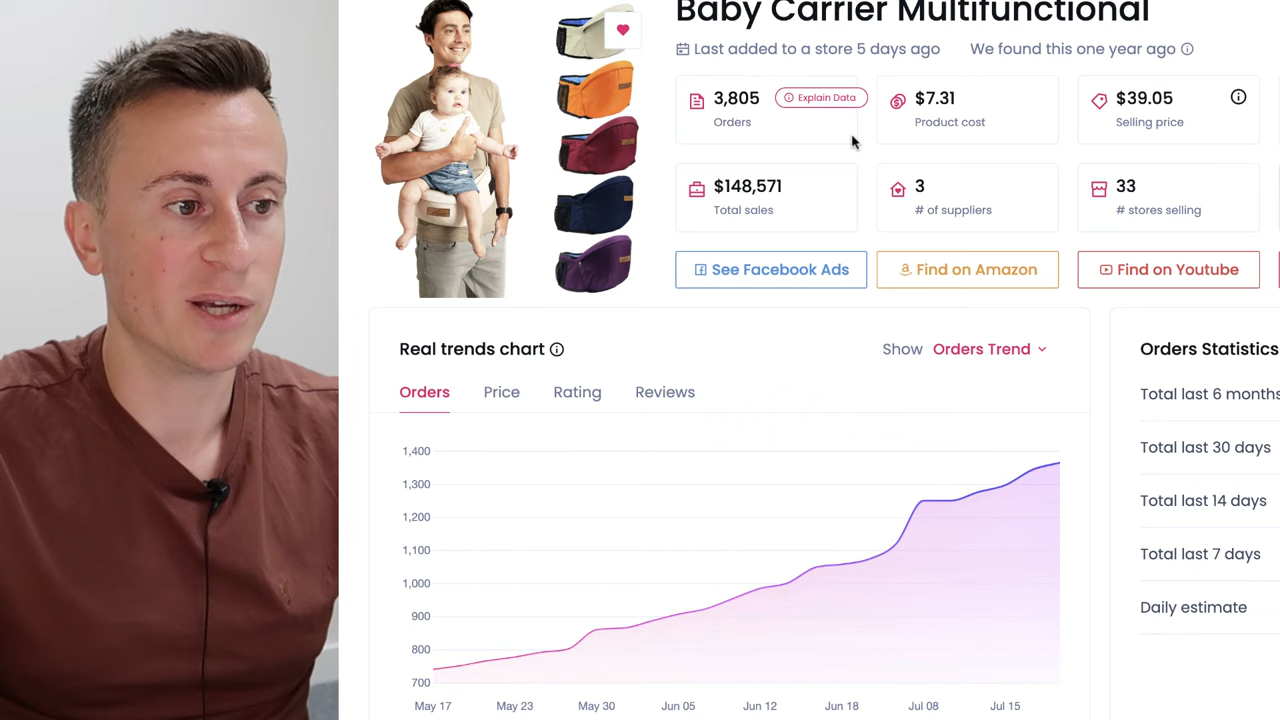 Baby Carrier Multifunctional
Last added to a store 5 days ago We found this one year ago
3,805 Explain Data $7.31 $39.05
Orders Product cost Selling price
$148,571 3 33
Total sales # of suppliers # stores selling
See Facebook Ads Find on Amazon Find on Youtube
Real trends chart Show Orders Trend Orders Statistics
Orders Price Rating Reviews Total last 6 months
1,400 Total last 30 days
1,300
1,200 Total last 14 days
1,100 Total last 7 days
1,000
900 Daily estimate
800
700
May 17 May 23 May 30 Jun 05 Jun 12 Jun 18 Jul 08 Jul 15